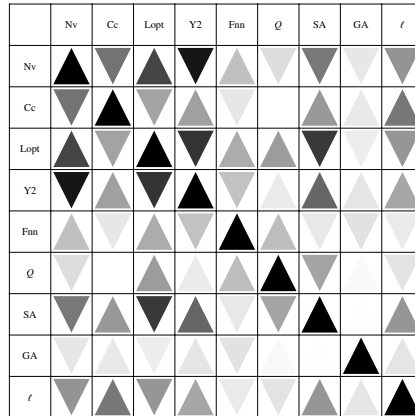 Nv Cc Lopt Y2 Fnn Q SA GA ℓ
Nv
Cc
Lopt
Y2
Fnn
Q
SA
GA
ℓ